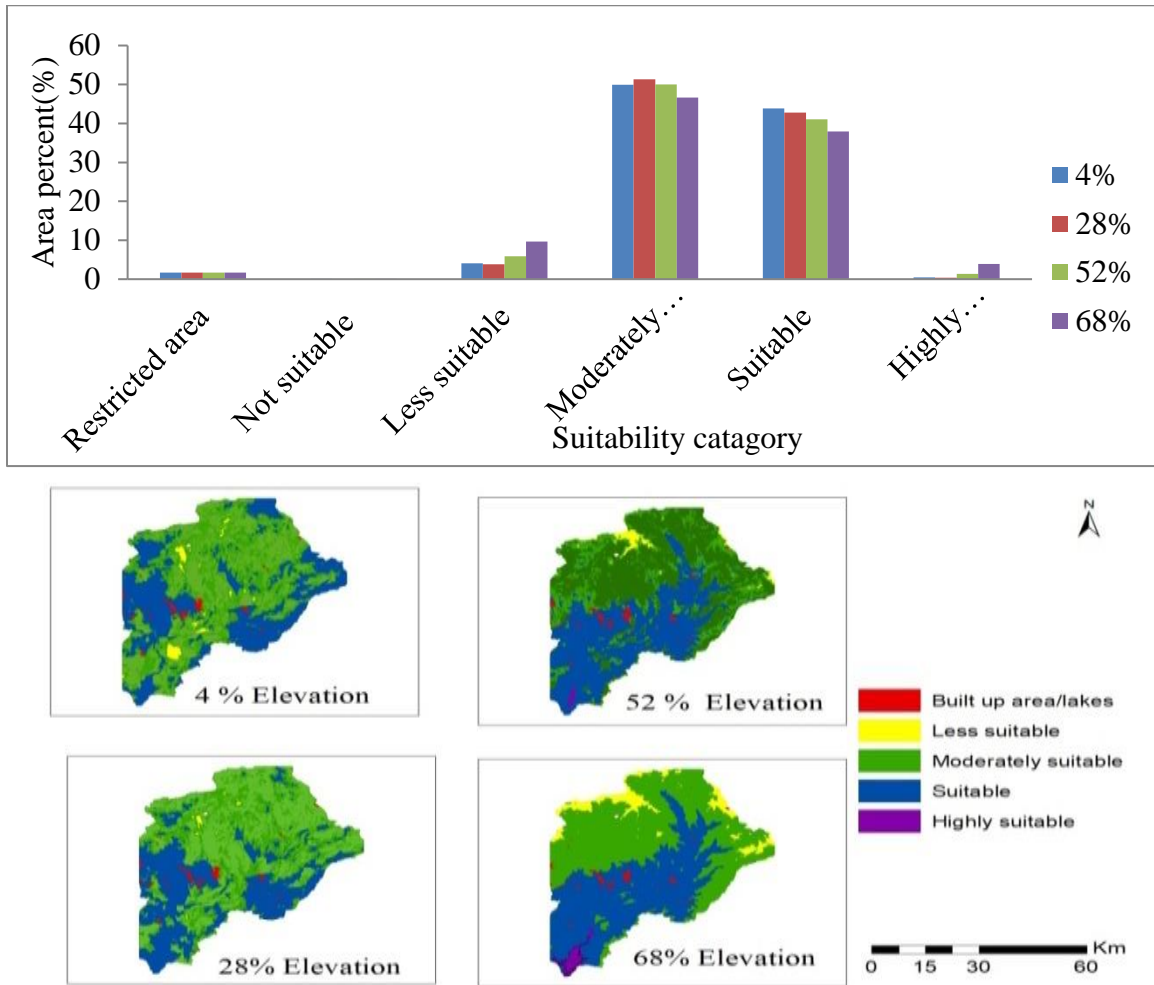 Area percent(%)
60
50
40
30
20
10
0
Restricted area
Not suitable
Less suitable
Moderately…
Suitable
Highly…
Suitability catagory
4%
28%
52%
68%
4 % Elevation
52 % Elevation
N
28% Elevation
68% Elevation
Built up area/lakes
Less suitable
Moderately suitable
Suitable
Highly suitable
Km
0 15 30 60